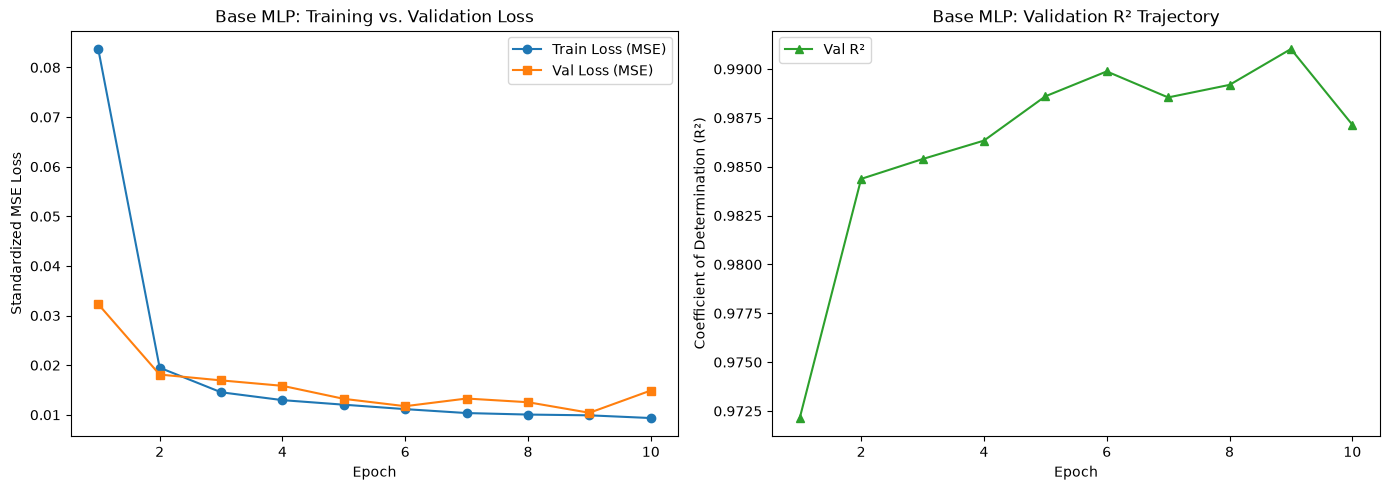 Base MLP: Training vs. Validation Loss
Train Loss (MSE)
Val Loss (MSE)
Standardized MSE Loss
0.08
0.07
0.06
0.05
0.04
0.03
0.02
0.01
2 4 6 8 10
Epoch
Base MLP: Validation R² Trajectory
Val R²
Coefficient of Determination (R²)
0.9900
0.9875
0.9850
0.9825
0.9800
0.9775
0.9750
0.9725
2 4 6 8 10
Epoch